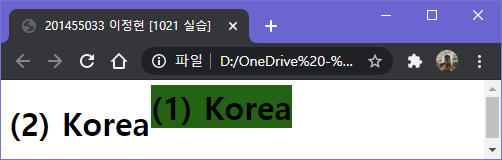 201455033 이정현 [1021 실습]
파일
D:/OneDrive%20-%...
(2) Korea
(1) Korea